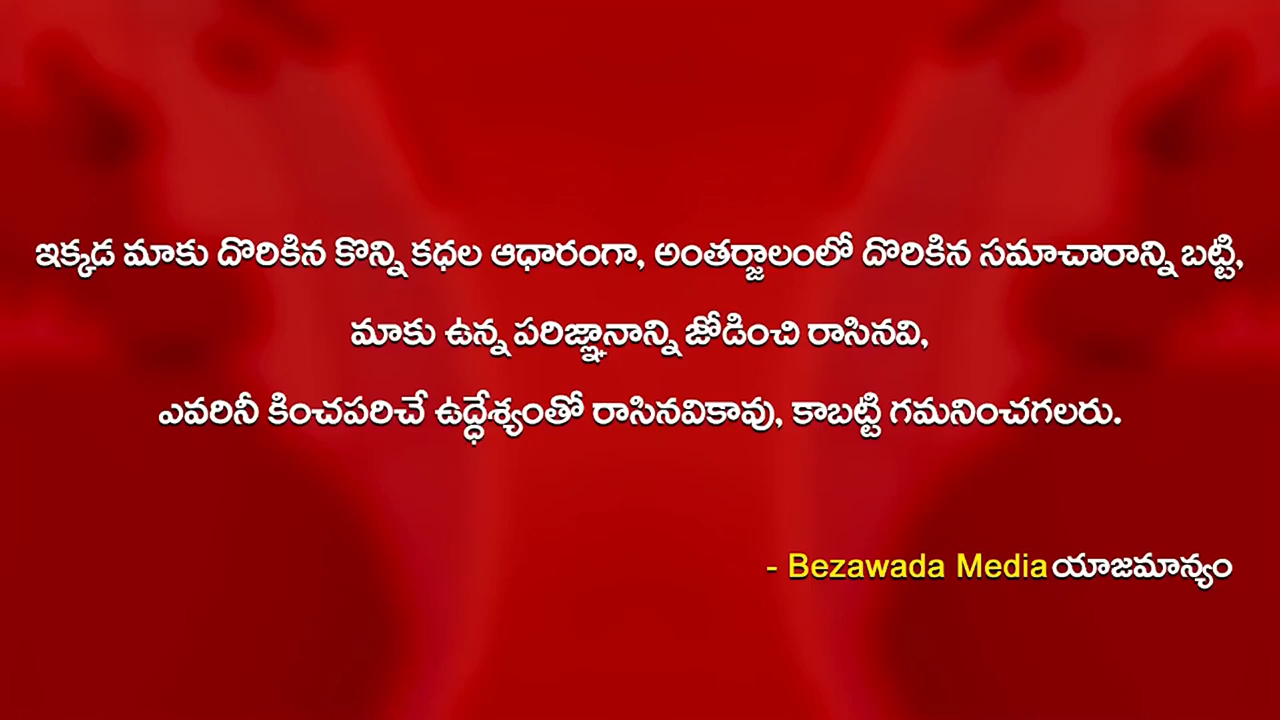 ఇక్కడ మాకు దొరికిన కొన్ని కధల ఆధారంగా, అంతర్జాలంలో దొరికిన సమాచారాన్ని బట్టి,
మాకు ఉన్న పరిజ్ఞానాన్ని జోడించి రాసినవి,
ఎవరినీ కించపరిచే ఉద్ధేశ్యంతో రాసినవికావు, కాబట్టి గమనించగలరు.
- Bezawada Media యాజమాన్యం